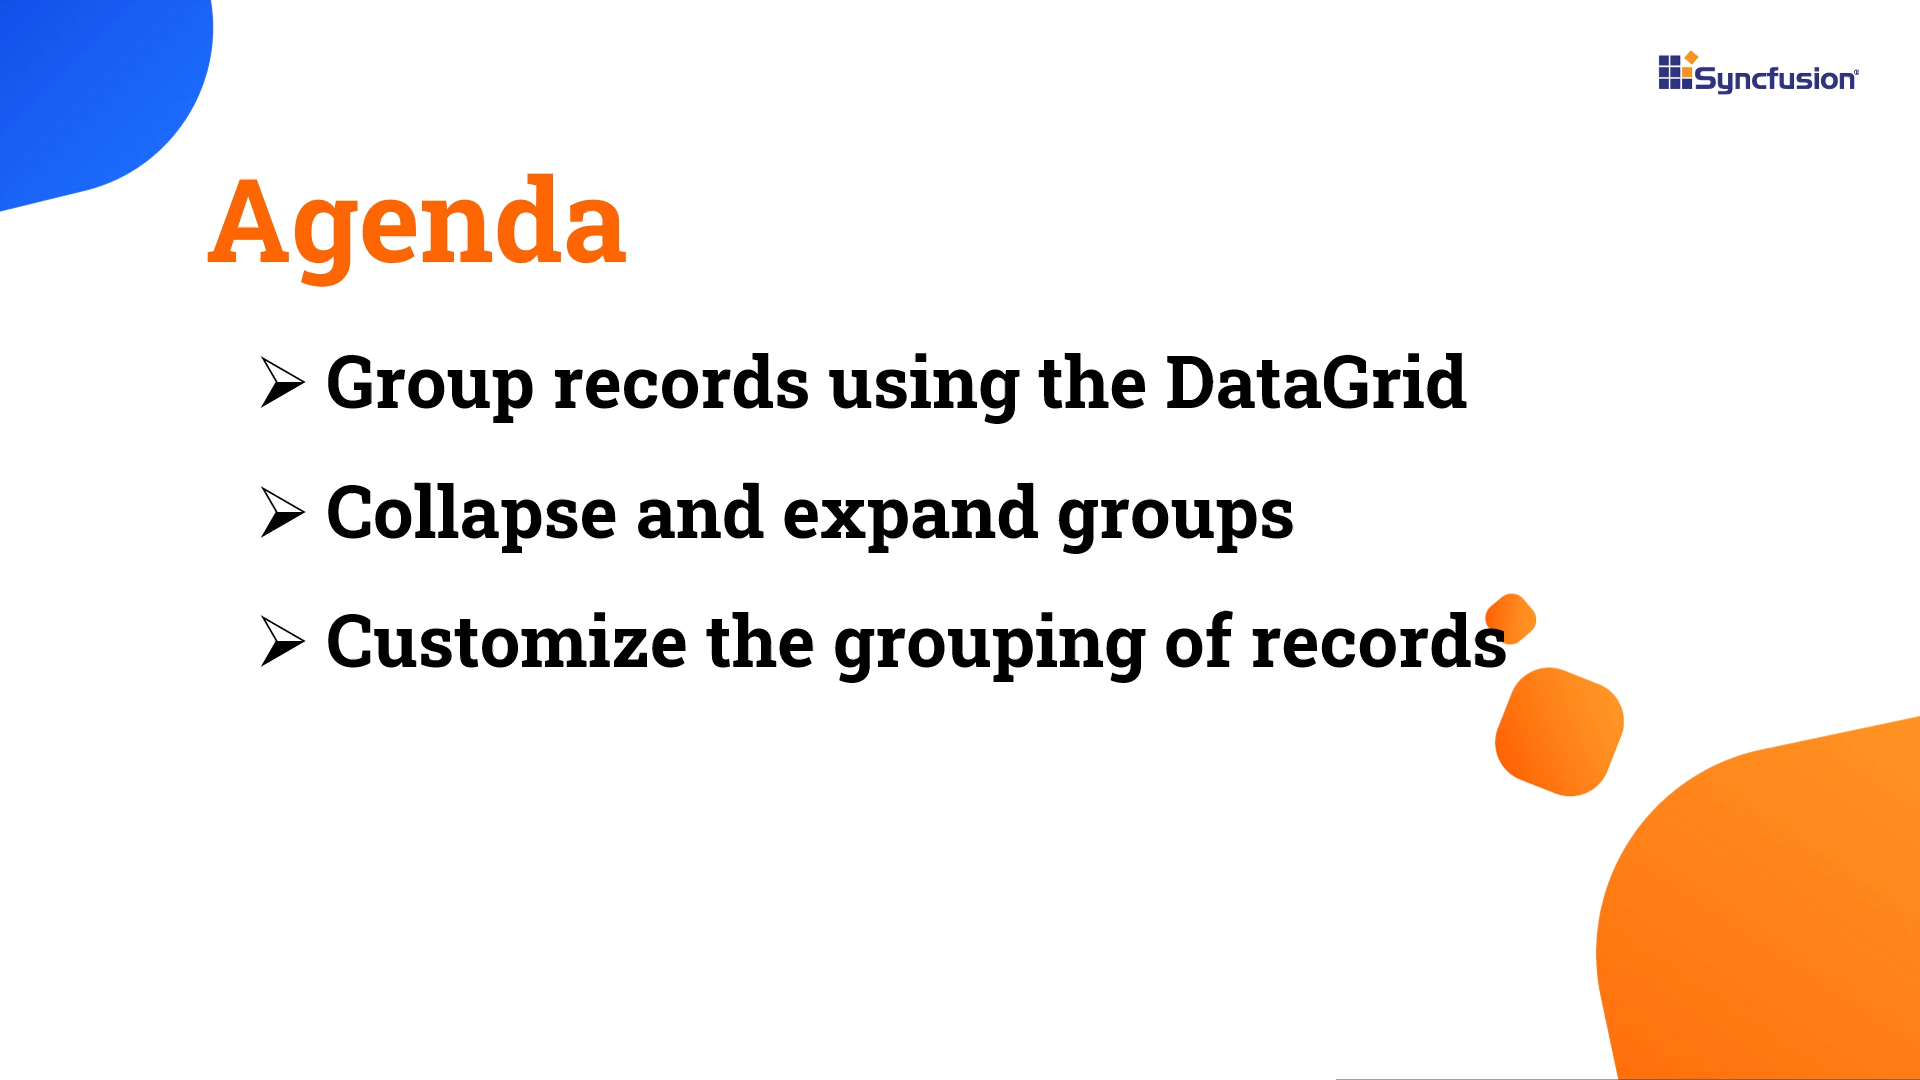 Syncfusion®
Agenda
➢ Group records using the DataGrid
➢ Collapse and expand groups
➢ Customize the grouping of records